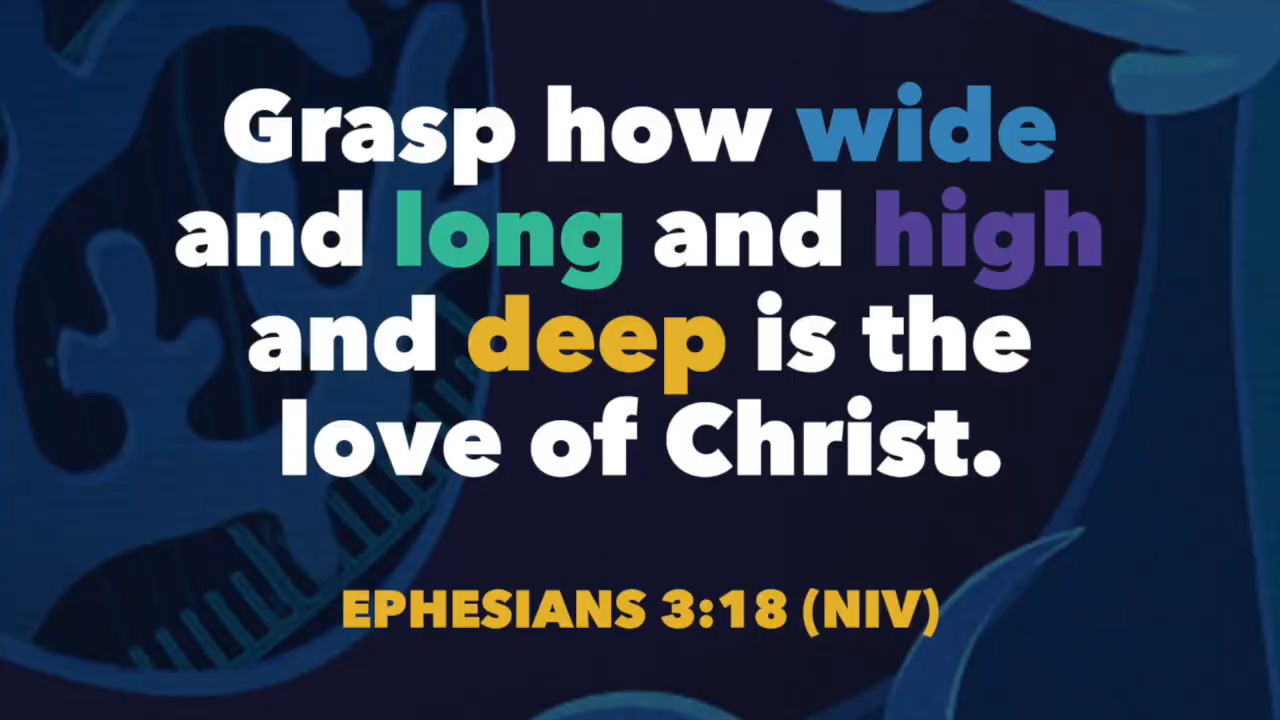 Grasp how wide
and long and high
and deep is the
love of Christ.
EPHESIANS 3:18 (NIV)